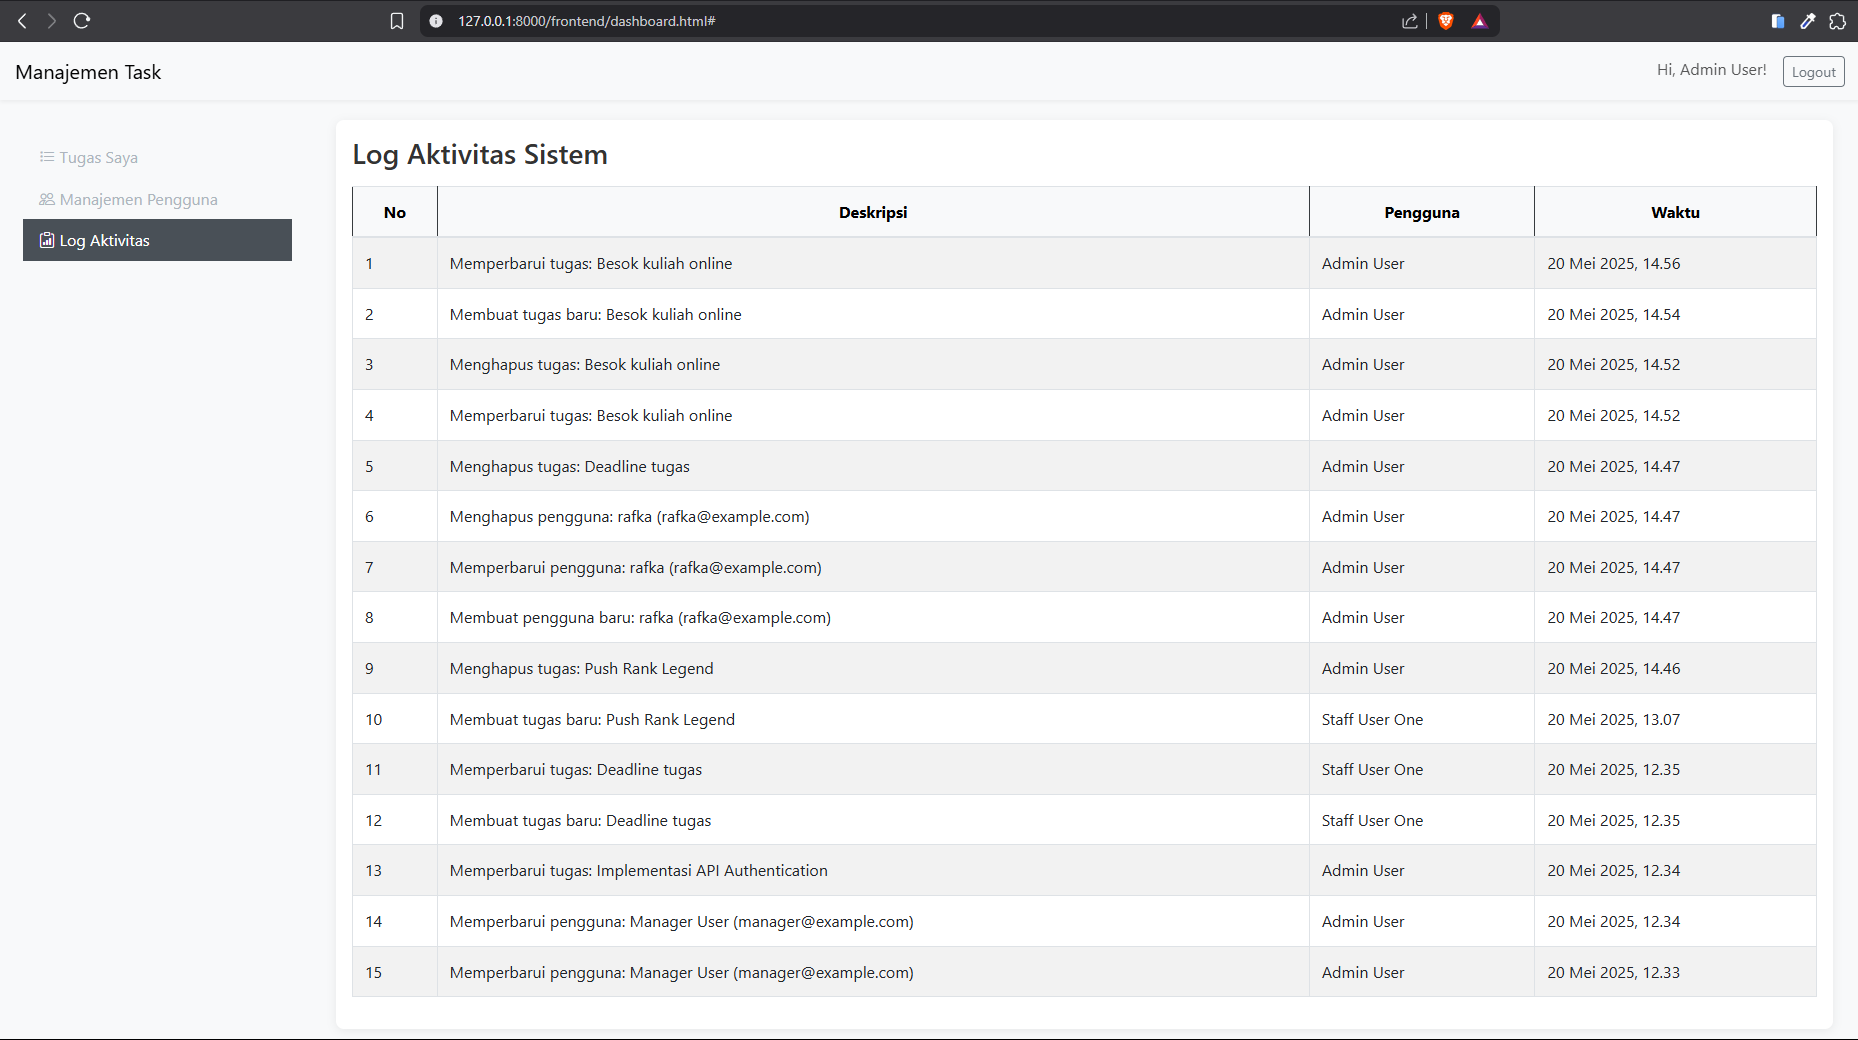 127.0.0.1:8000/frontend/dashboard.html#
Manajemen Task
Hi, Admin User!
Logout
Tugas Saya
Manajemen Pengguna
Log Aktivitas
Log Aktivitas Sistem
No Deskripsi Pengguna Waktu
1 Memperbarui tugas: Besok kuliah online Admin User 20 Mei 2025, 14.56
2 Membuat tugas baru: Besok kuliah online Admin User 20 Mei 2025, 14.54
3 Menghapus tugas: Besok kuliah online Admin User 20 Mei 2025, 14.52
4 Memperbarui tugas: Besok kuliah online Admin User 20 Mei 2025, 14.52
5 Menghapus tugas: Deadline tugas Admin User 20 Mei 2025, 14.47
6 Menghapus pengguna: rafka (rafka@example.com) Admin User 20 Mei 2025, 14.47
7 Memperbarui pengguna: rafka (rafka@example.com) Admin User 20 Mei 2025, 14.47
8 Membuat pengguna baru: rafka (rafka@example.com) Admin User 20 Mei 2025, 14.47
9 Menghapus tugas: Push Rank Legend Admin User 20 Mei 2025, 14.46
10 Membuat tugas baru: Push Rank Legend Staff User One 20 Mei 2025, 13.07
11 Memperbarui tugas: Deadline tugas Staff User One 20 Mei 2025, 12.35
12 Membuat tugas baru: Deadline tugas Staff User One 20 Mei 2025, 12.35
13 Memperbarui tugas: Implementasi API Authentication Admin User 20 Mei 2025, 12.34
14 Memperbarui pengguna: Manager User (manager@example.com) Admin User 20 Mei 2025, 12.34
15 Memperbarui pengguna: Manager User (manager@example.com) Admin User 20 Mei 2025, 12.33